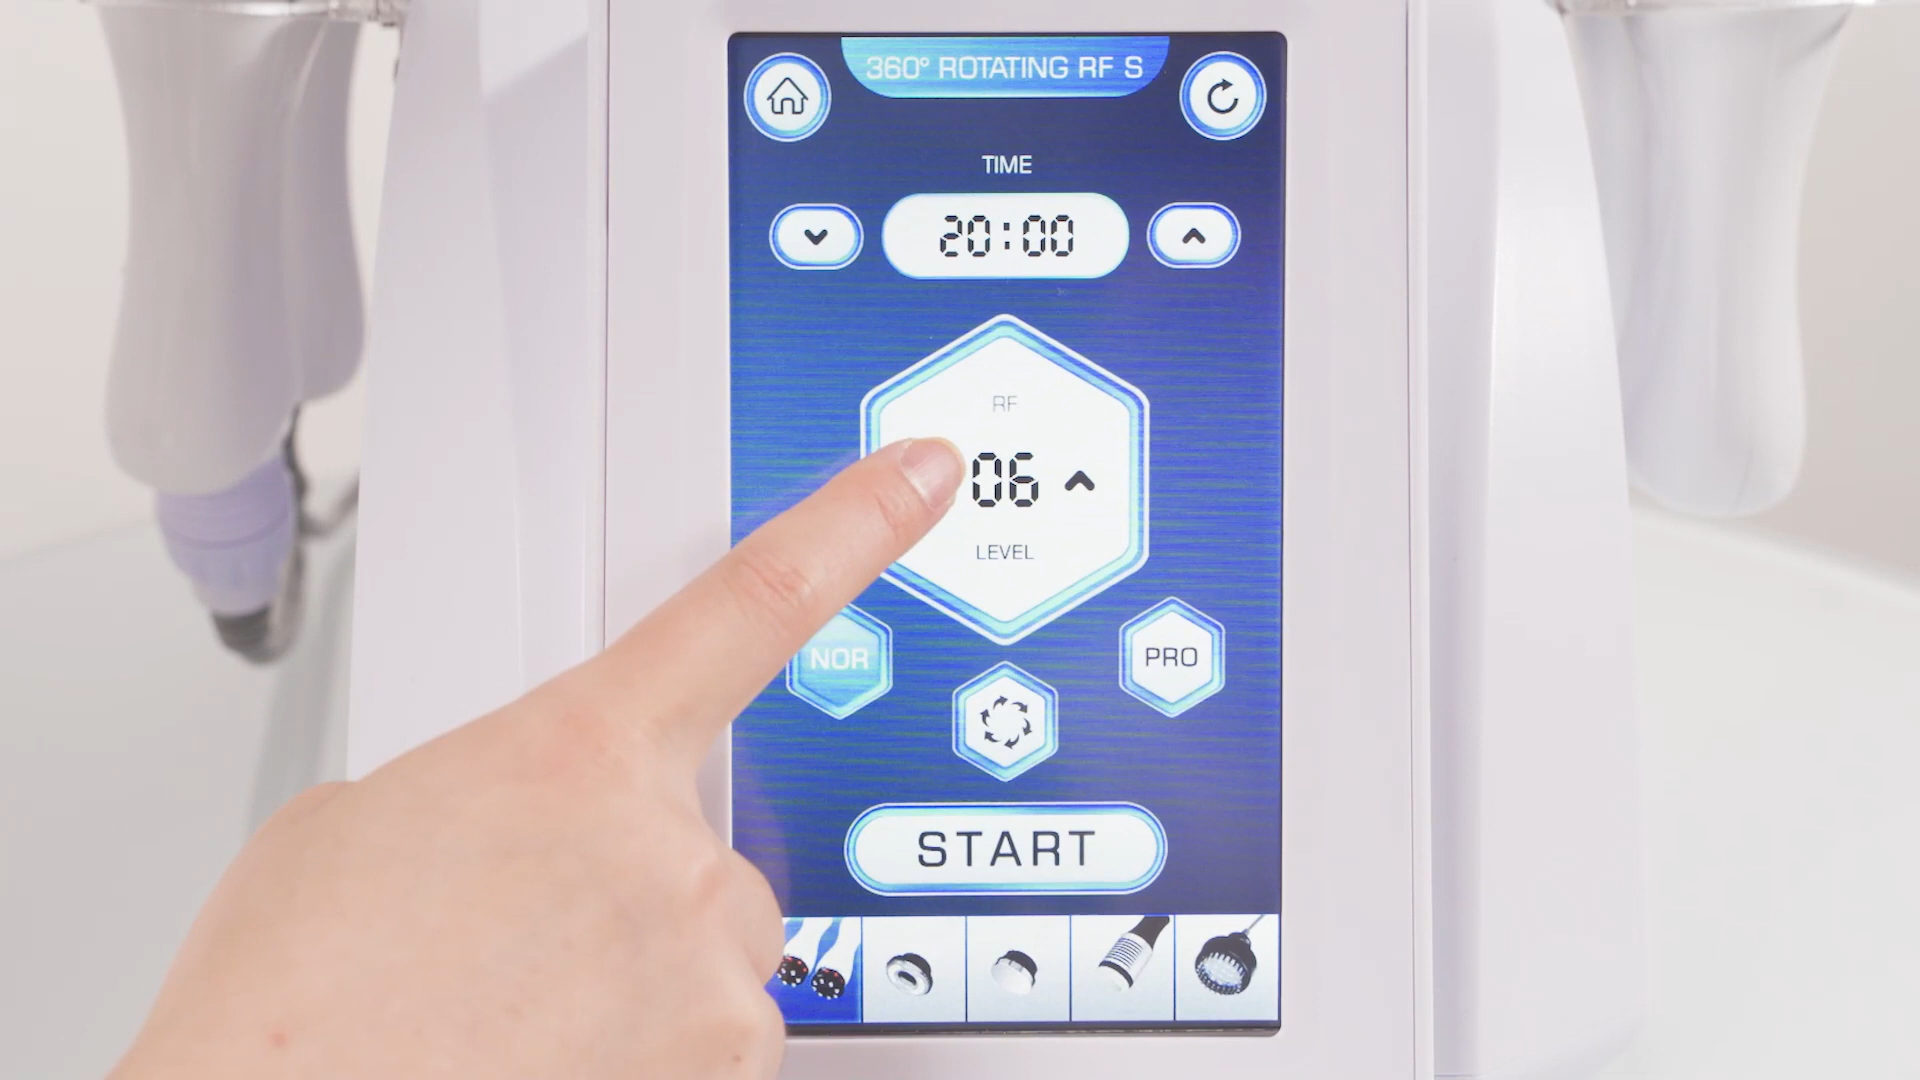 360° ROTATING RF S
TIME
20:00
RF
06
LEVEL
NOR
PRO
START